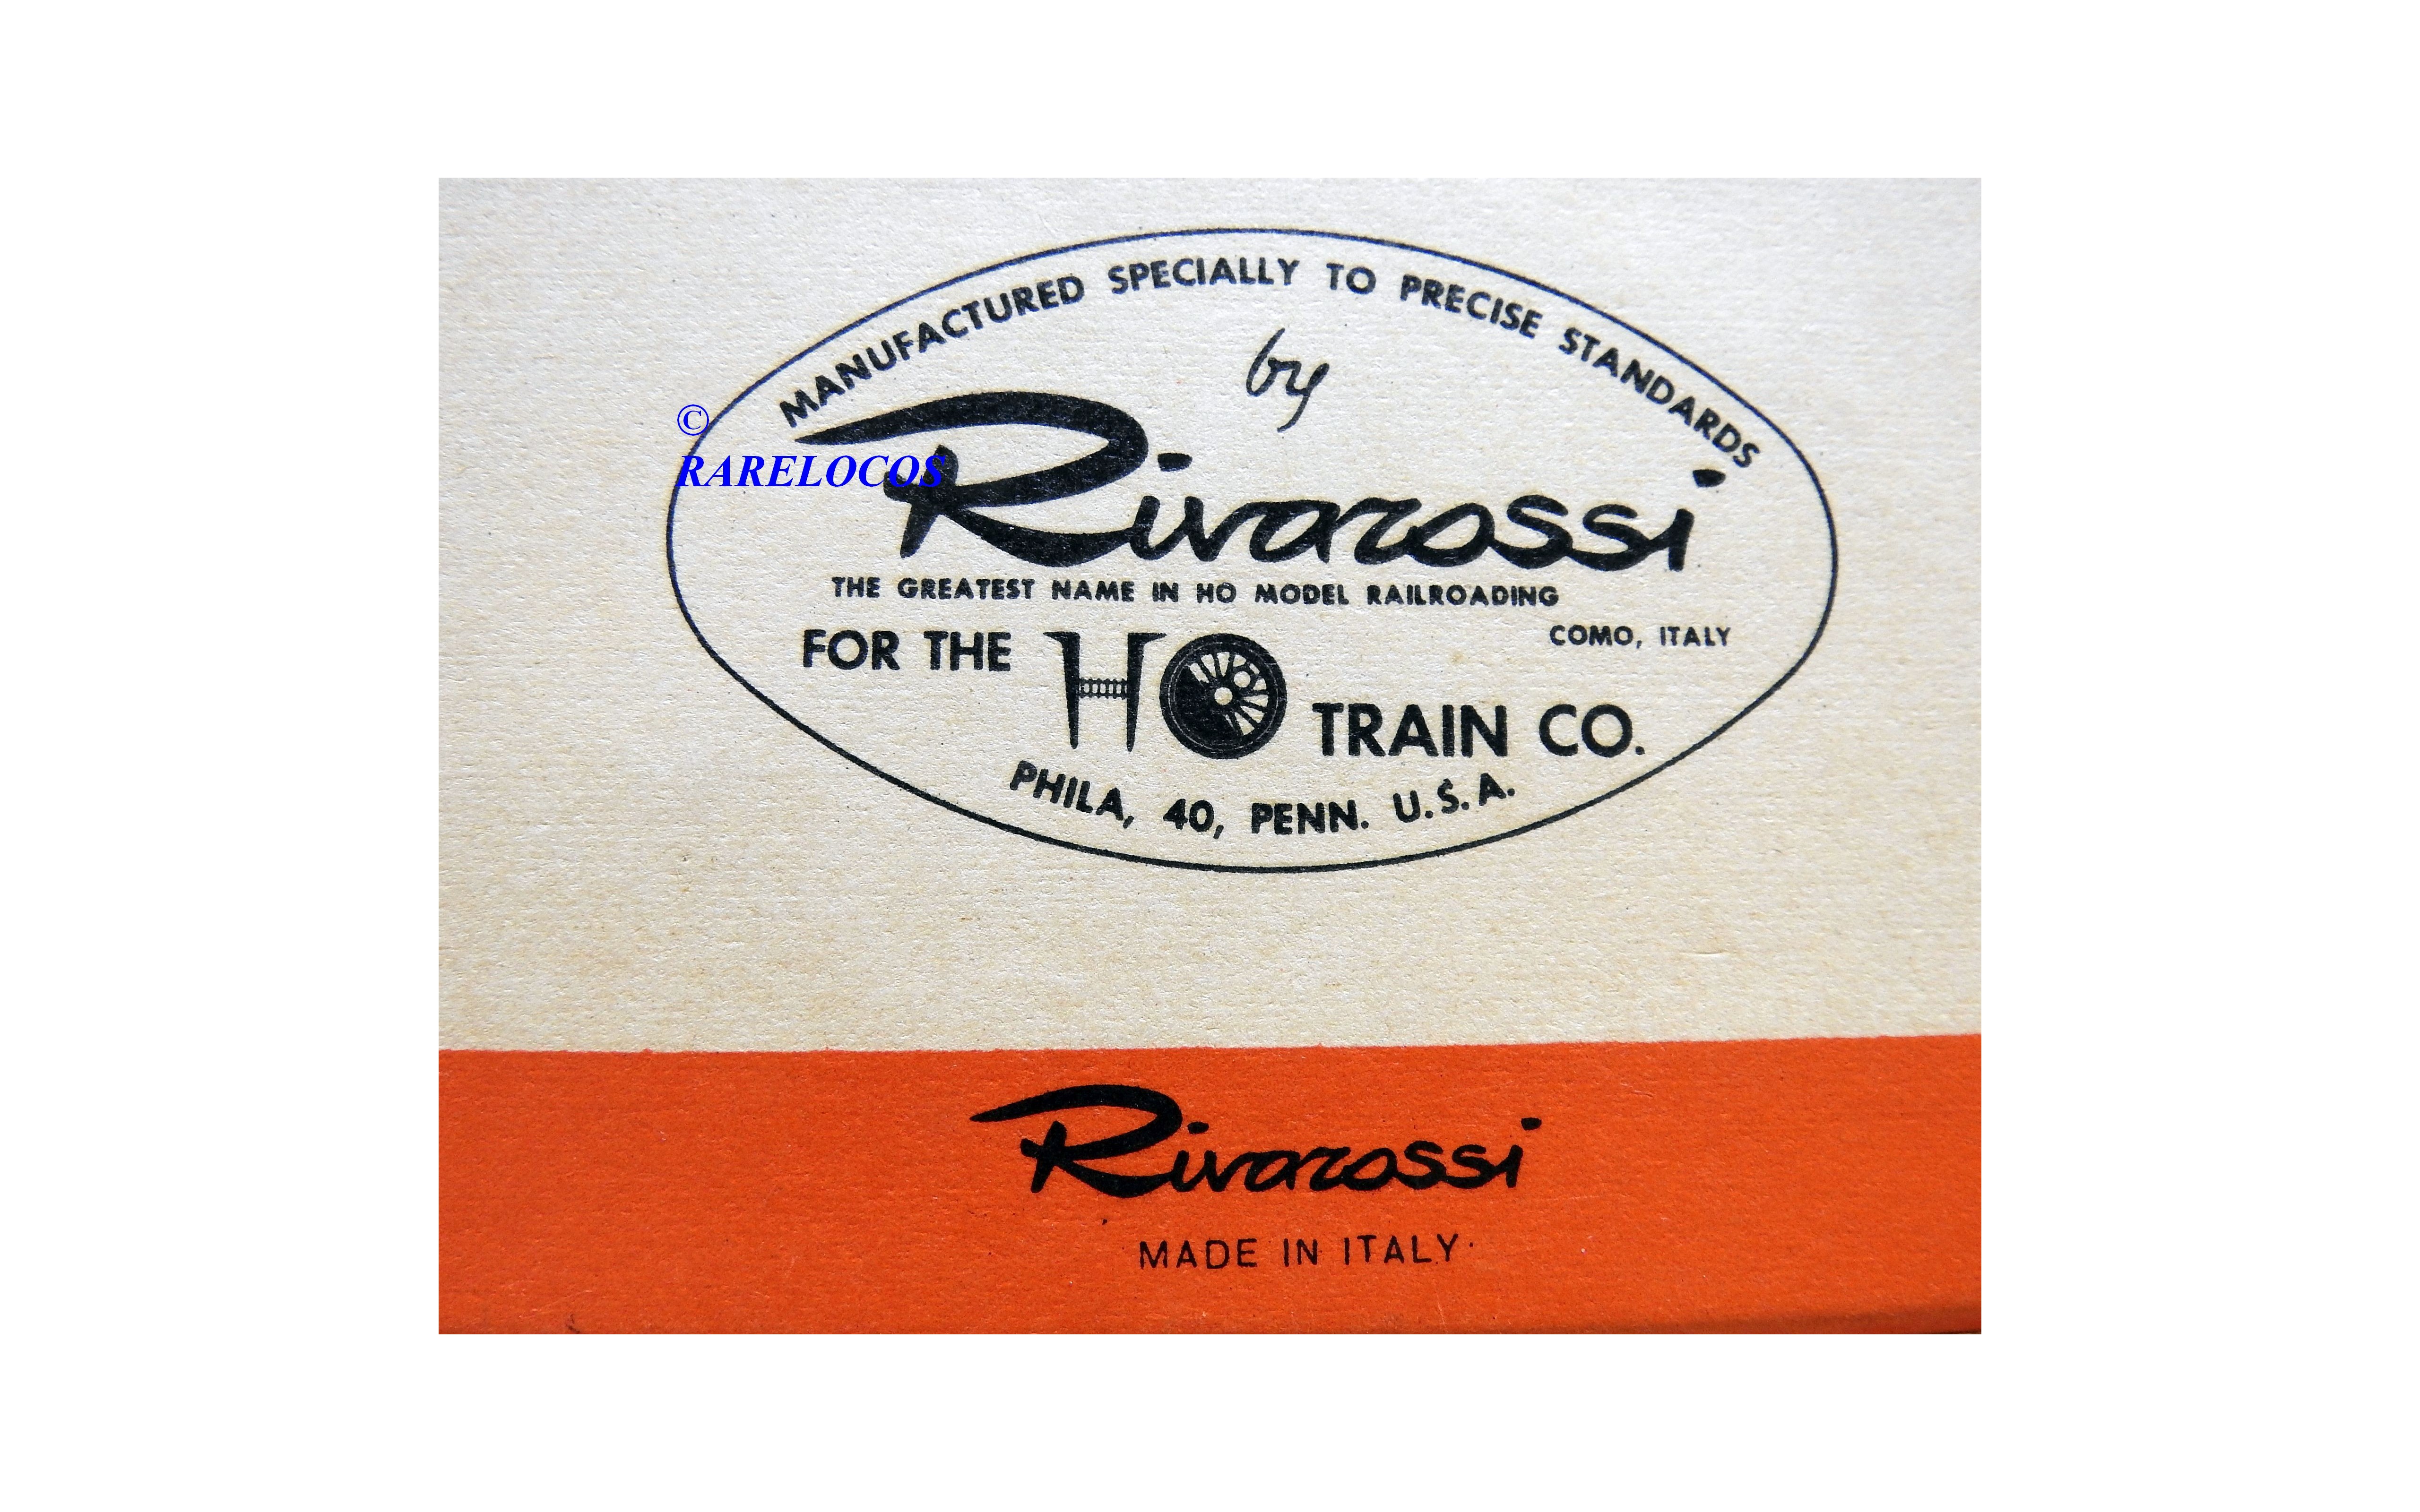 MANUFACTURED SPECIALLY TO PRECISE STANDARDS
by
©
RARELOCOS
Rivarossi
THE GREATEST NAME IN HO MODEL RAILROADING
COMO, ITALY
FOR THE HO TRAIN CO.
PHILA, 40, PENN. U.S.A.
Rivarossi
MADE IN ITALY